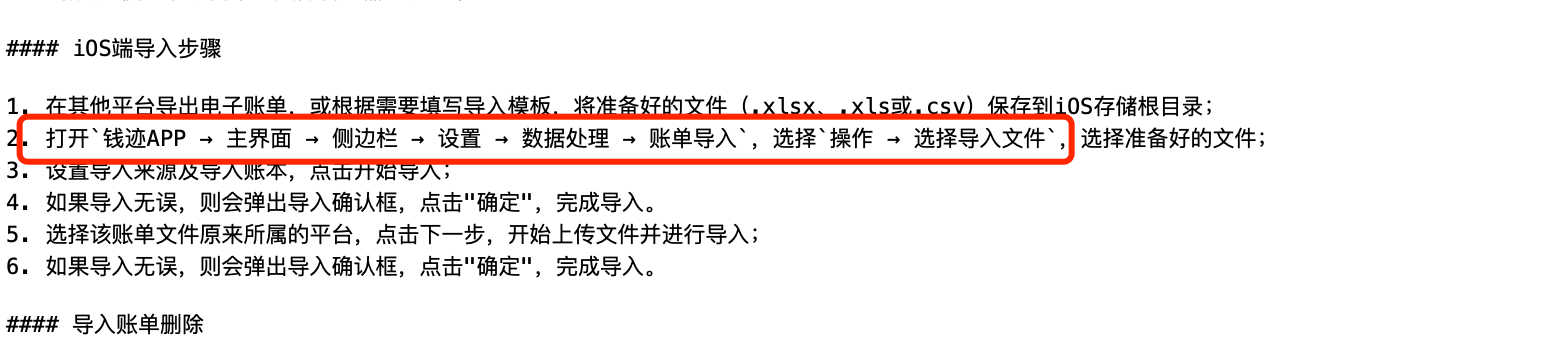 #### iOS端导入步骤
1. 在其他平台导出电子账单，或根据需要填写导入模板，将准备好的文件（.xlsx、.xls或.csv）保存到iOS存储根目录；
2. 打开`钱迹APP → 主界面 → 侧边栏 → 设置 → 数据处理 → 账单导入`，选择`操作 → 选择导入文件`，选择准备好的文件；
3. 设置导入来源及导入账本，点击开始导入；
4. 如果导入无误，则会弹出导入确认框，点击"确定"，完成导入。
5. 选择该账单文件原来所属的平台，点击下一步，开始上传文件并进行导入；
6. 如果导入无误，则会弹出导入确认框，点击"确定"，完成导入。
#### 导入账单删除